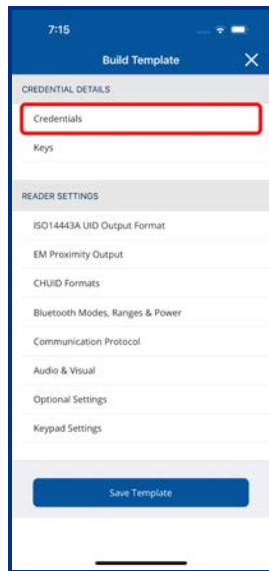 7:15
Build Template
CREDENTIAL DETAILS
Credentials
Keys
READER SETTINGS
ISO14443A UID Output Format
EM Proximity Output
CHUID Formats
Bluetooth Modes, Ranges & Power
Communication Protocol
Audio & Visual
Optional Settings
Keypad Settings
Save Template